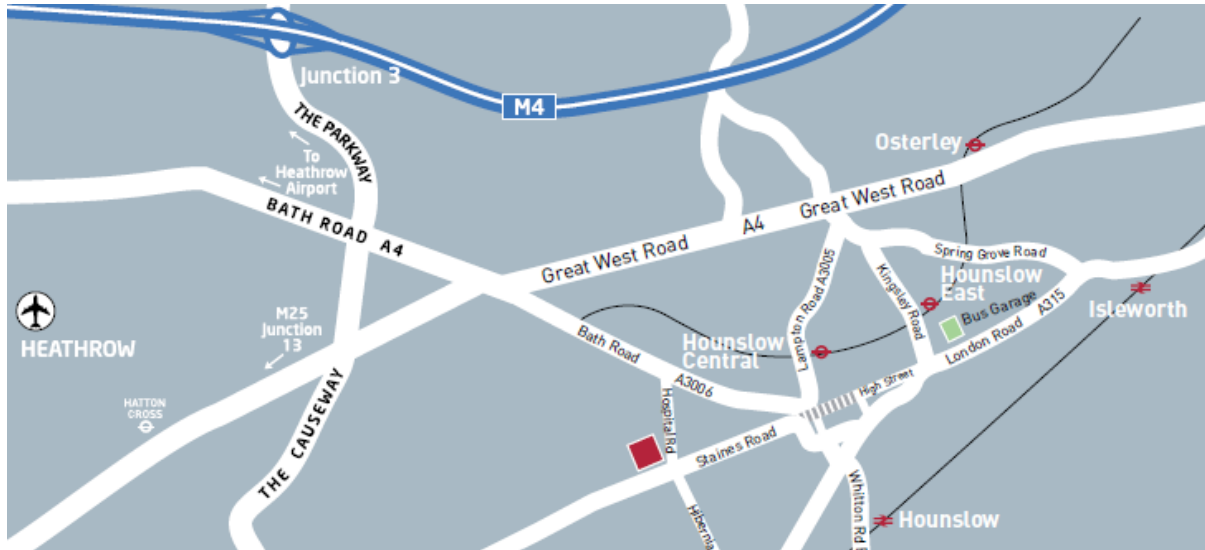 Junction 3
M4
THE PARKWAY
To
Heathrow
Airport
Osterley
BATH ROAD A4
Great West Road
A4
Great West Road
Spring Grove Road
Lampton Road A3005
Kingsley Road
Hounslow
East
Bus Garage
Isleworth
HEATHROW
M25
Junction
13
Bath Road
Hounslow
Central
London Road
A315
A3006
High Street
HATTON
CROSS
THE CAUSEWAY
Hospital Rd
Staines Road
Whitton Rd
Hibernia
Hounslow